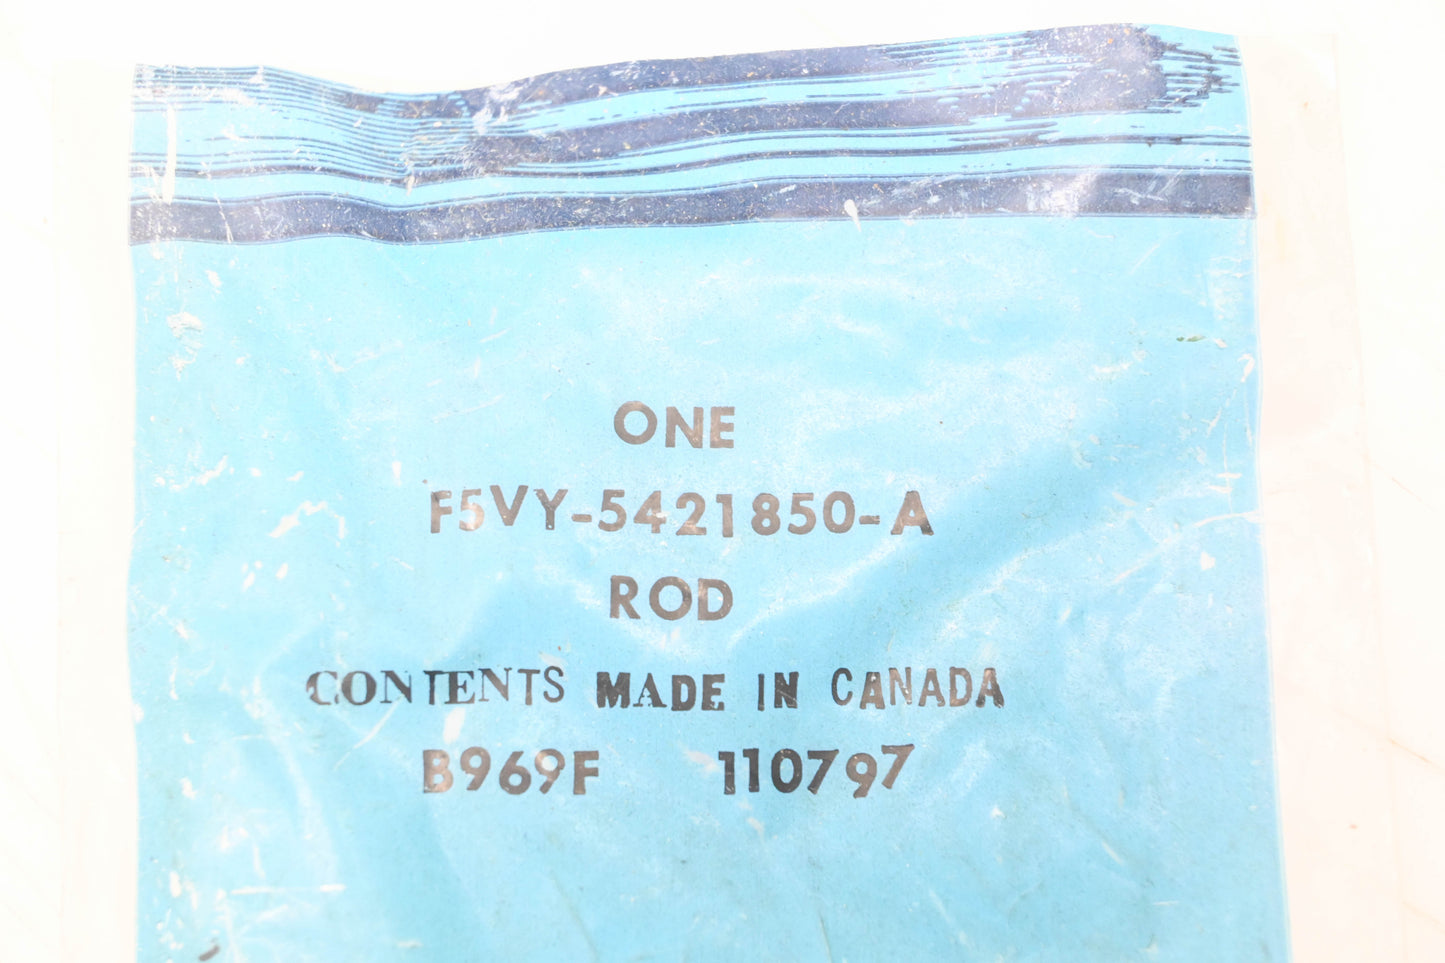 ONE
F5VY-5421850-A
ROD
CONTENTS MADE IN CANADA
B969F 110797